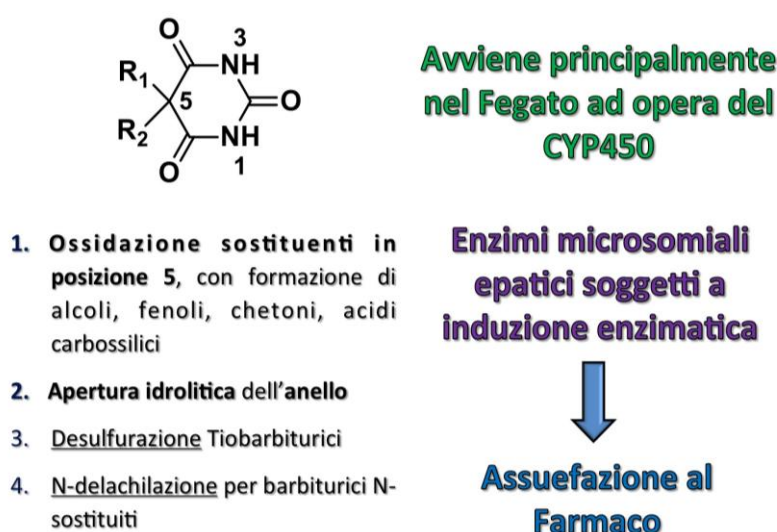 O
3
R₁
NH
5
O
R₂
NH
O
1
Avviene principalmente
nel Fegato ad opera del
CYP450
1. Ossidazione sostituenti in
posizione 5, con formazione di
alcoli, fenoli, chetoni, acidi
carbossilici
2. Apertura idrolitica dell'anello
3. Desulfurazione Tiobarbiturici
4. N-delachilazione per barbiturici N-
sostituiti
Enzimi microsomiali
epatici soggetti a
induzione enzimatica
Assuefazione al
Farmaco